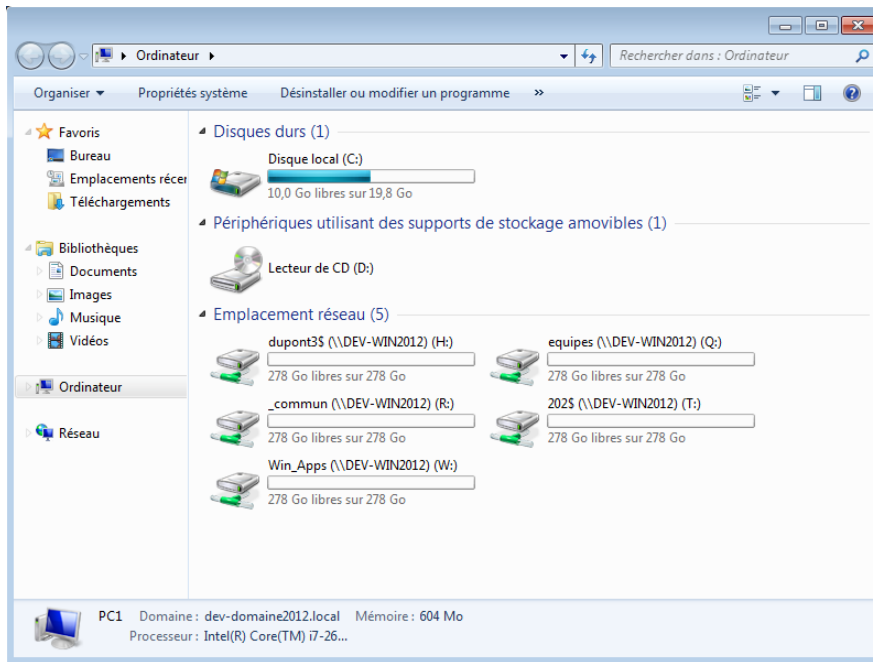 Ordinateur
Rechercher dans : Ordinateur
Organiser Propriétés système Désinstaller ou modifier un programme »
Favoris
Bureau
Emplacements récer
Téléchargements
Bibliothèques
Documents
Images
Musique
Vidéos
Ordinateur
Réseau
Disques durs (1)
Disque local (C:)
10,0 Go libres sur 19,8 Go
Périphériques utilisant des supports de stockage amovibles (1)
Lecteur de CD (D:)
Emplacement réseau (5)
dupont3$ (\\DEV-WIN2012) (H:)
278 Go libres sur 278 Go
equipes (\\DEV-WIN2012) (Q:)
278 Go libres sur 278 Go
_commun (\\DEV-WIN2012) (R:)
278 Go libres sur 278 Go
202$ (\\DEV-WIN2012) (T:)
278 Go libres sur 278 Go
Win_Apps (\\DEV-WIN2012) (W:)
278 Go libres sur 278 Go
PC1 Domaine : dev-domaine2012.local Mémoire : 604 Mo
Processeur : Intel(R) Core(TM) i7-26...